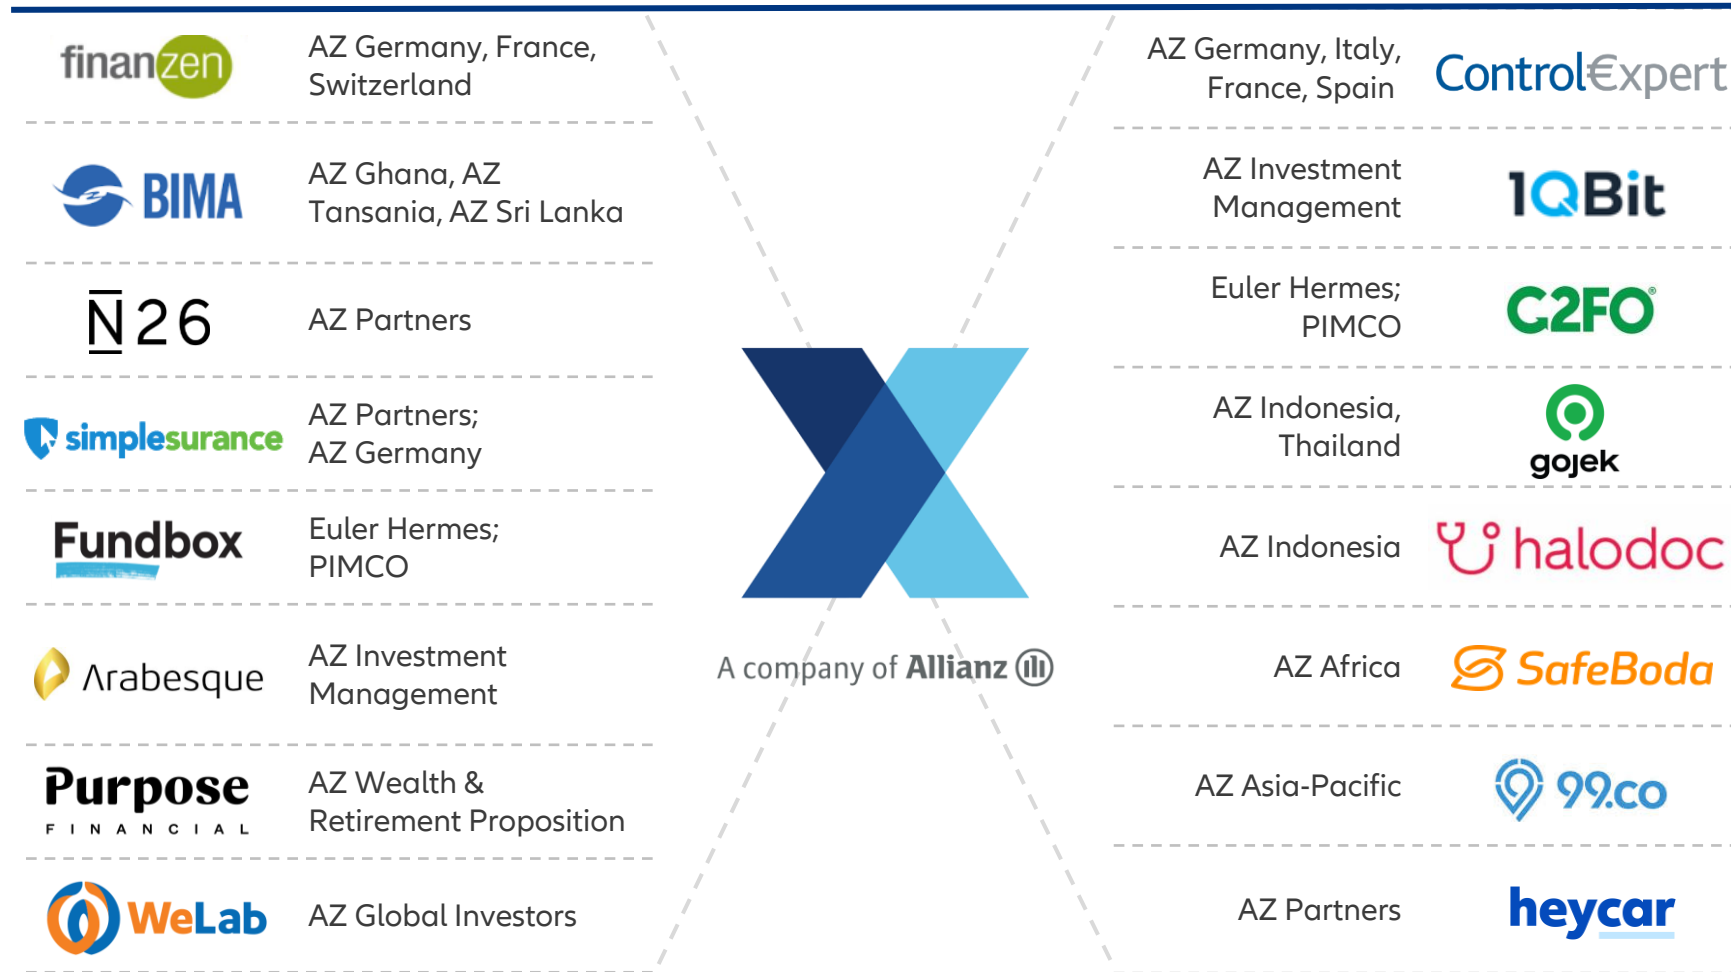 finanzen
AZ Germany, France,
Switzerland
BIMA
AZ Ghana, AZ
Tansania, AZ Sri Lanka
N26
AZ Partners
simplesurance
AZ Partners;
AZ Germany
Fundbox
Euler Hermes;
PIMCO
Arabesque
AZ Investment
Management
Purpose
FINANCIAL
AZ Wealth &
Retirement Proposition
WeLab
AZ Global Investors
X
A company of Allianz
AZ Germany, Italy,
France, Spain
Control€xpert
AZ Investment
Management
1QBit
Euler Hermes;
PIMCO
C2FO®
AZ Indonesia,
Thailand
gojek
AZ Indonesia
halodoc
AZ Africa
SafeBoda
AZ Asia-Pacific
99.co
AZ Partners
heycar